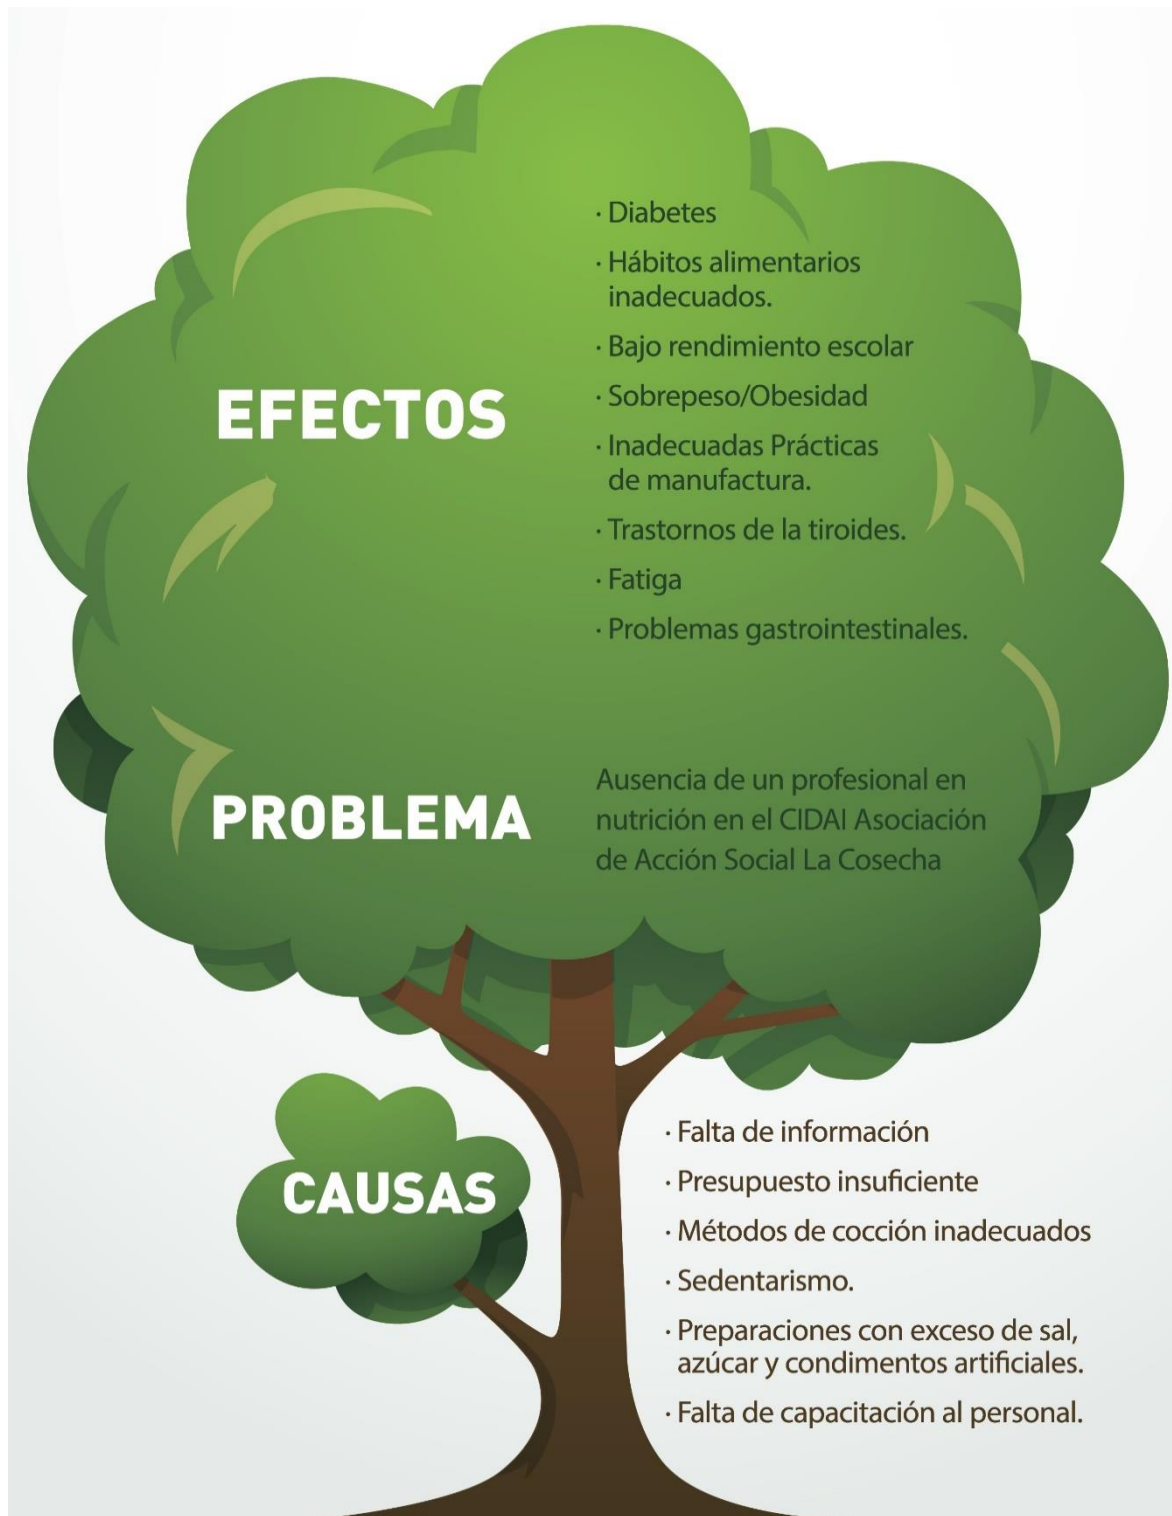 EFECTOS
· Diabetes
· Hábitos alimentarios
inadecuados.
· Bajo rendimiento escolar
· Sobrepeso/Obesidad
· Inadecuadas Prácticas
de manufactura.
· Trastornos de la tiroides.
· Fatiga
· Problemas gastrointestinales.
PROBLEMA
Ausencia de un profesional en
nutrición en el CIDAI Asociación
de Acción Social La Cosecha
CAUSAS
· Falta de información
· Presupuesto insuficiente
· Métodos de cocción inadecuados
· Sedentarismo.
· Preparaciones con exceso de sal,
azúcar y condimentos artificiales.
· Falta de capacitación al personal.